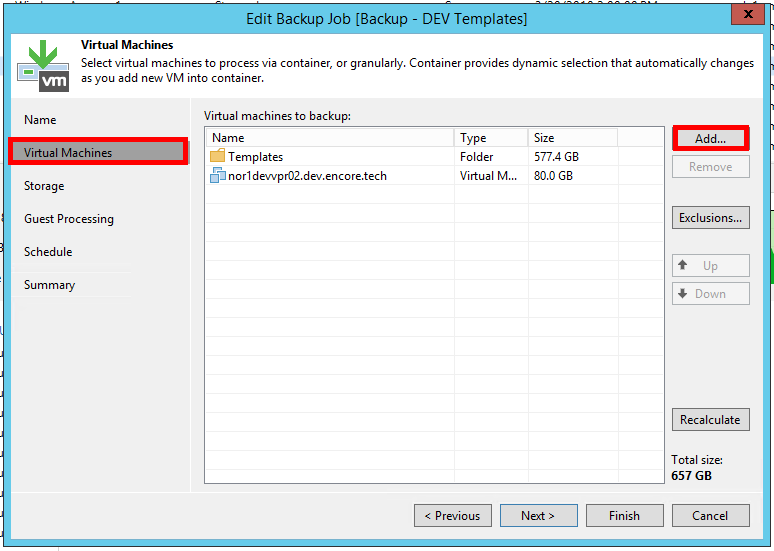 Edit Backup Job [Backup - DEV Templates]
Virtual Machines
Select virtual machines to process via container, or granularly. Container provides dynamic selection that automatically changes
as you add new VM into container.
vm
Name
Virtual Machines
Storage
Guest Processing
Schedule
Summary
Virtual machines to backup:
Name Type Size
Templates Folder 577.4 GB
nor1devvpr02.dev.encore.tech Virtual M... 80.0 GB
Add...
Remove
Exclusions...
Up
Down
Recalculate
Total size:
657 GB
< Previous
Next >
Finish
Cancel